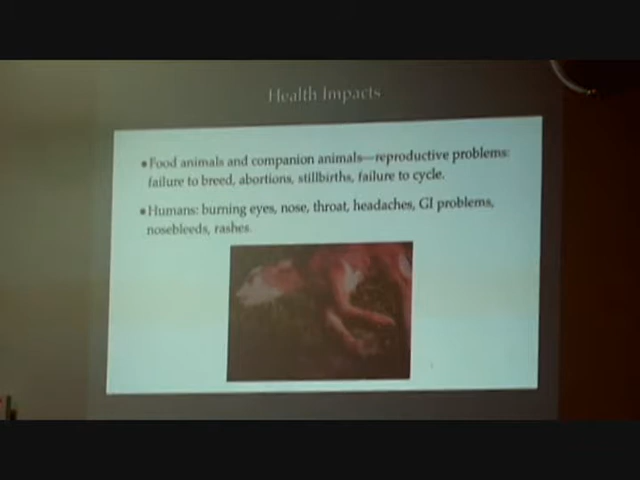 Health Impacts
•Food animals and companion animals—reproductive problems:
failure to breed, abortions, stillbirths, failure to cycle.
•Humans: burning eyes, nose, throat, headaches, GI problems,
nosebleeds, rashes.